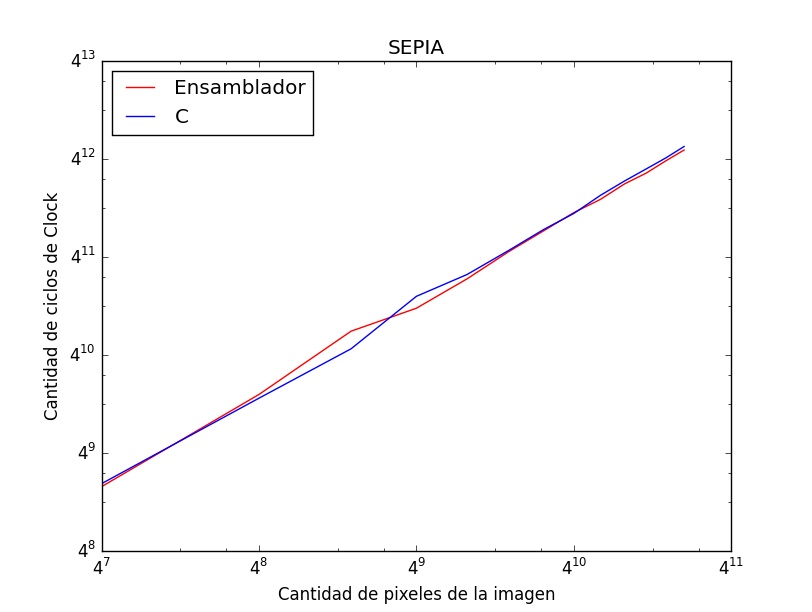 SEPIA
Ensamblador
C
Cantidad de ciclos de Clock
4^13
4^12
4^11
4^10
4^9
4^8
4^7 4^8 4^9 4^10 4^11
Cantidad de pixeles de la imagen